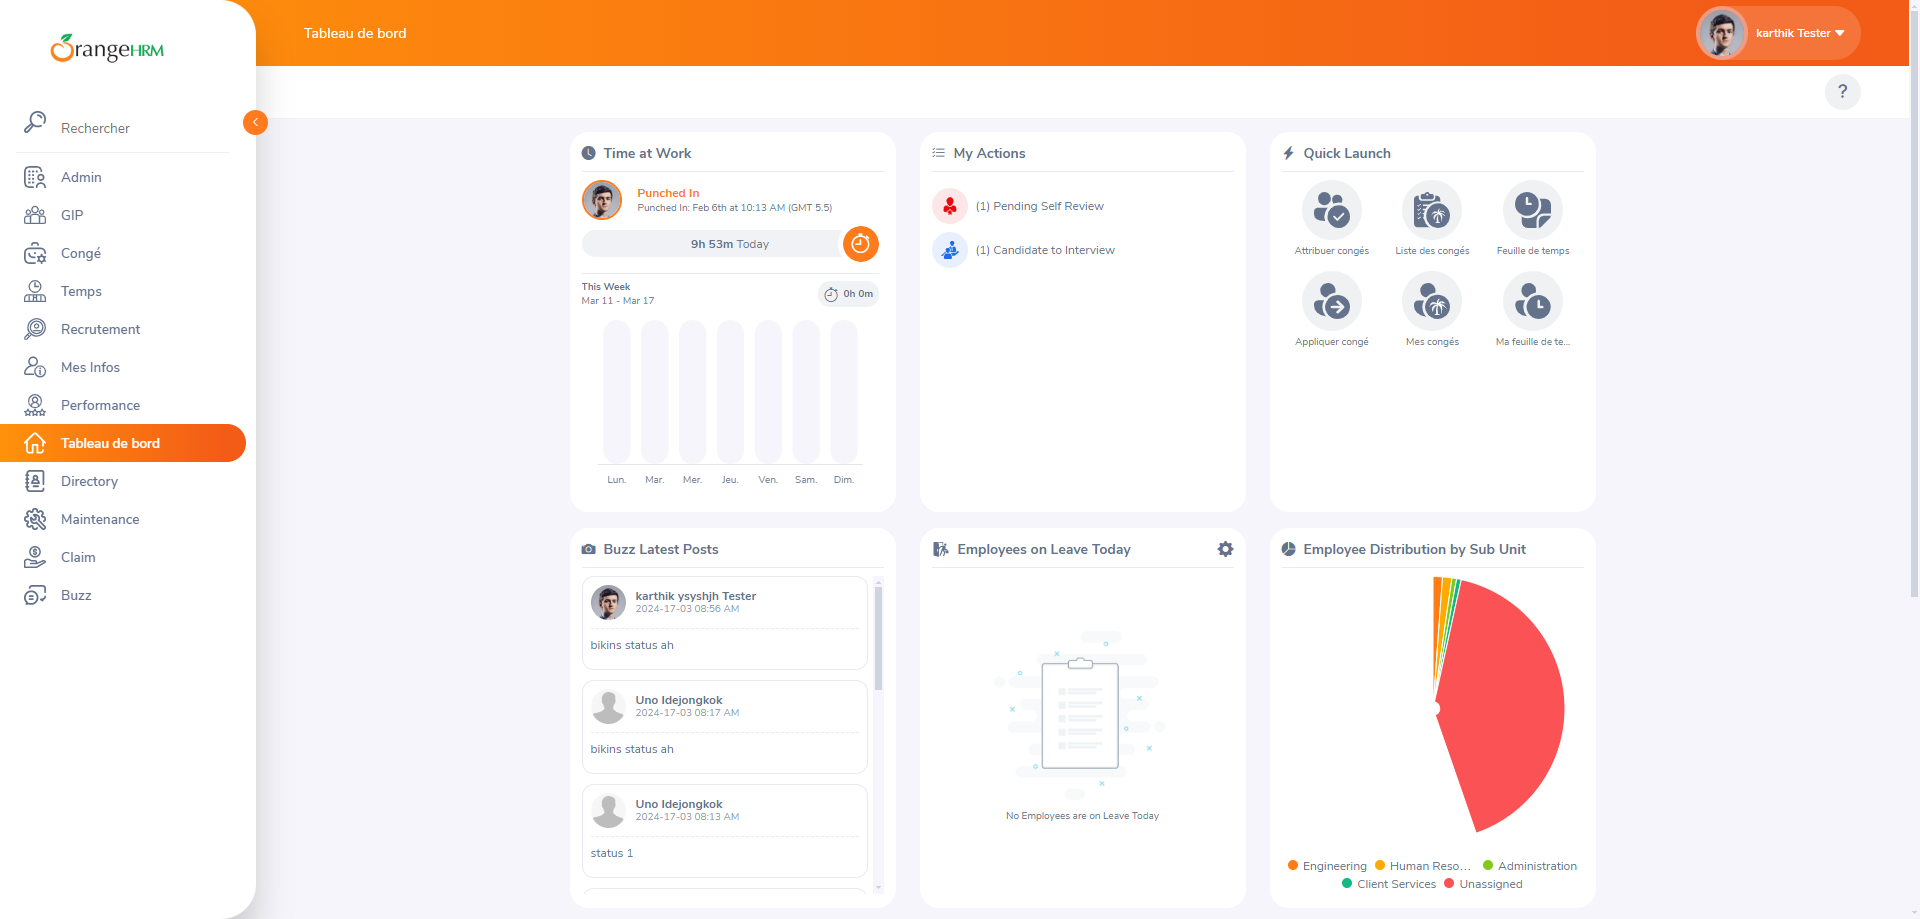 OrangeHRM
Tableau de bord
karthik Tester
?
Rechercher
Admin
GIP
Congé
Temps
Recrutement
Mes Infos
Performance
Tableau de bord
Directory
Maintenance
Claim
Buzz
Time at Work
Punched In
Punched In: Feb 6th at 10:13 AM (GMT 5.5)
9h 53m Today
This Week
Mar 11 - Mar 17
0h 0m
Lun. Mar. Mer. Jeu. Ven. Sam. Dim.
My Actions
(1) Pending Self Review
(1) Candidate to Interview
Quick Launch
Attribuer congés Liste des congés Feuille de temps
Appliquer congé Mes congés Ma feuille de te...
Buzz Latest Posts
karthik ysyshjh Tester
2024-17-03 08:56 AM
bikins status ah
Uno Idejongkok
2024-17-03 08:17 AM
bikins status ah
Uno Idejongkok
2024-17-03 08:13 AM
status 1
Employees on Leave Today
No Employees are on Leave Today
Employee Distribution by Sub Unit
Engineering Human Reso... Administration
Client Services Unassigned